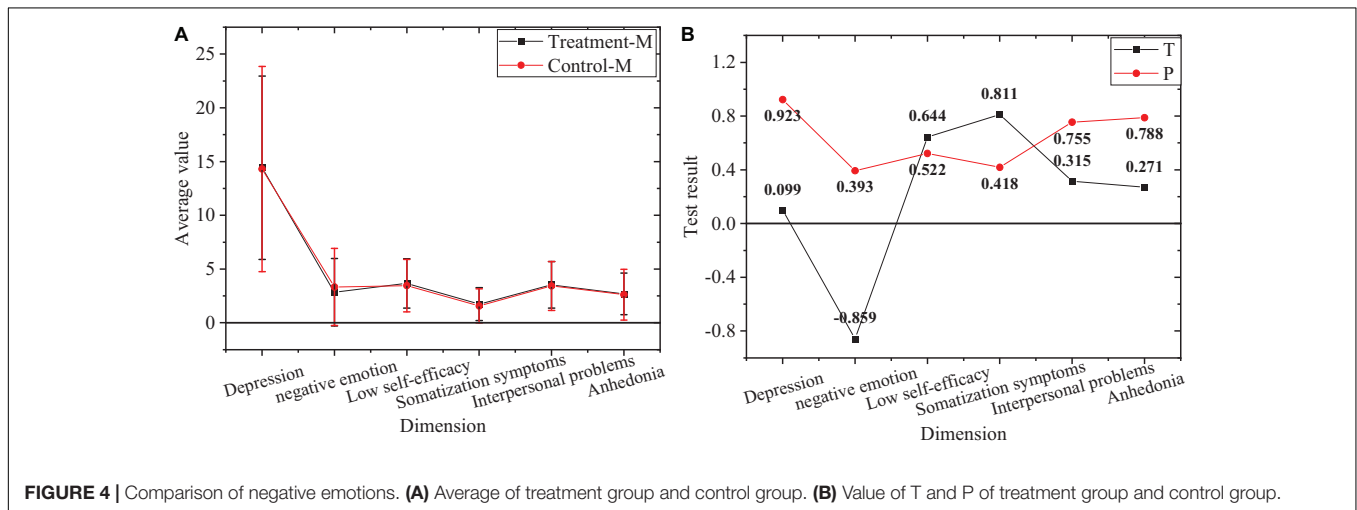 A
Treatment-M
Control-M
25
20
15
10
5
0
Average value
Depression
negative emotion
Low self-efficacy
Somatization symptoms
Interpersonal problems
Anhedonia
Dimension
B
T
P
1.2
0.8
0.4
0.0
-0.4
-0.8
Test result
0.923
0.099
0.393
-0.859
0.644
0.522
0.811
0.418
0.755
0.315
0.788
0.271
Depression
negative emotion
Low self-efficacy
Somatization symptoms
Interpersonal problems
Anhedonia
Dimension
FIGURE 4 | Comparison of negative emotions. (A) Average of treatment group and control group. (B) Value of T and P of treatment group and control group.